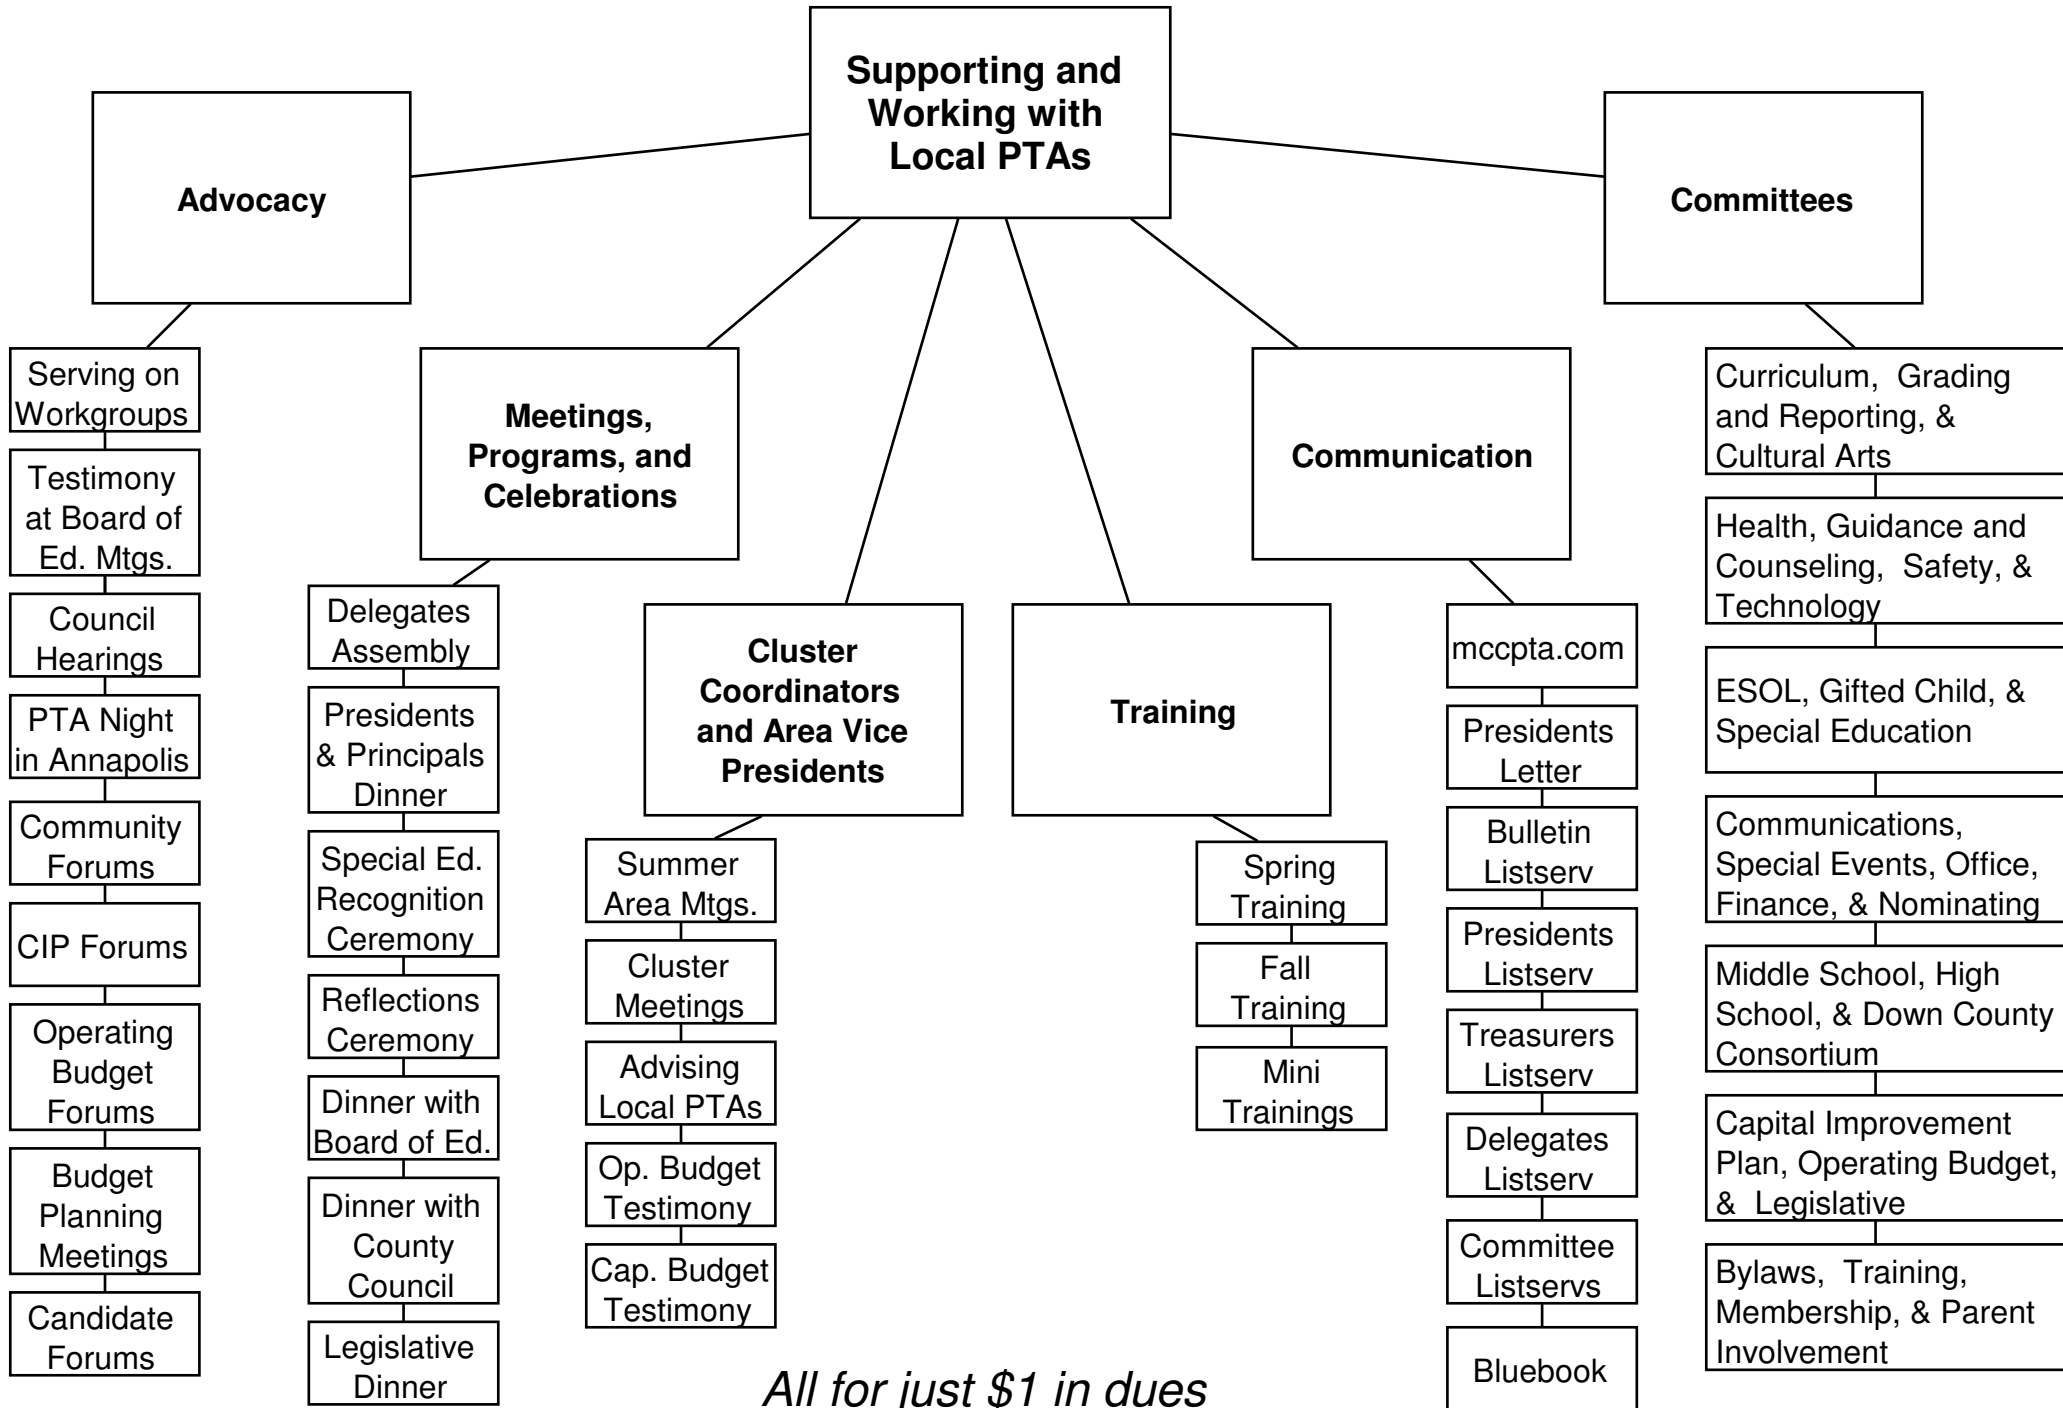 Supporting and
Working with
Local PTAs
Advocacy
Serving on
Workgroups
Testimony
at Board of
Ed. Mtgs.
Council
Hearings
PTA Night
in Annapolis
Community
Forums
CIP Forums
Operating
Budget
Forums
Budget
Planning
Meetings
Candidate
Forums
Meetings,
Programs, and
Celebrations
Delegates
Assembly
Presidents
& Principals
Dinner
Special Ed.
Recognition
Ceremony
Reflections
Ceremony
Dinner with
Board of Ed.
Dinner with
County
Council
Legislative
Dinner
Cluster
Coordinators
and Area Vice
Presidents
Summer
Area Mtgs.
Cluster
Meetings
Advising
Local PTAs
Op. Budget
Testimony
Cap. Budget
Testimony
Training
Spring
Training
Fall
Training
Mini
Trainings
Communication
mccpta.com
Presidents
Letter
Bulletin
Listserv
Presidents
Listserv
Treasurers
Listserv
Delegates
Listserv
Committee
Listservs
Bluebook
Committees
Curriculum, Grading
and Reporting, &
Cultural Arts
Health, Guidance and
Counseling, Safety, &
Technology
ESOL, Gifted Child, &
Special Education
Communications,
Special Events, Office,
Finance, & Nominating
Middle School, High
School, & Down County
Consortium
Capital Improvement
Plan, Operating Budget,
& Legislative
Bylaws, Training,
Membership, & Parent
Involvement
All for just $1 in dues